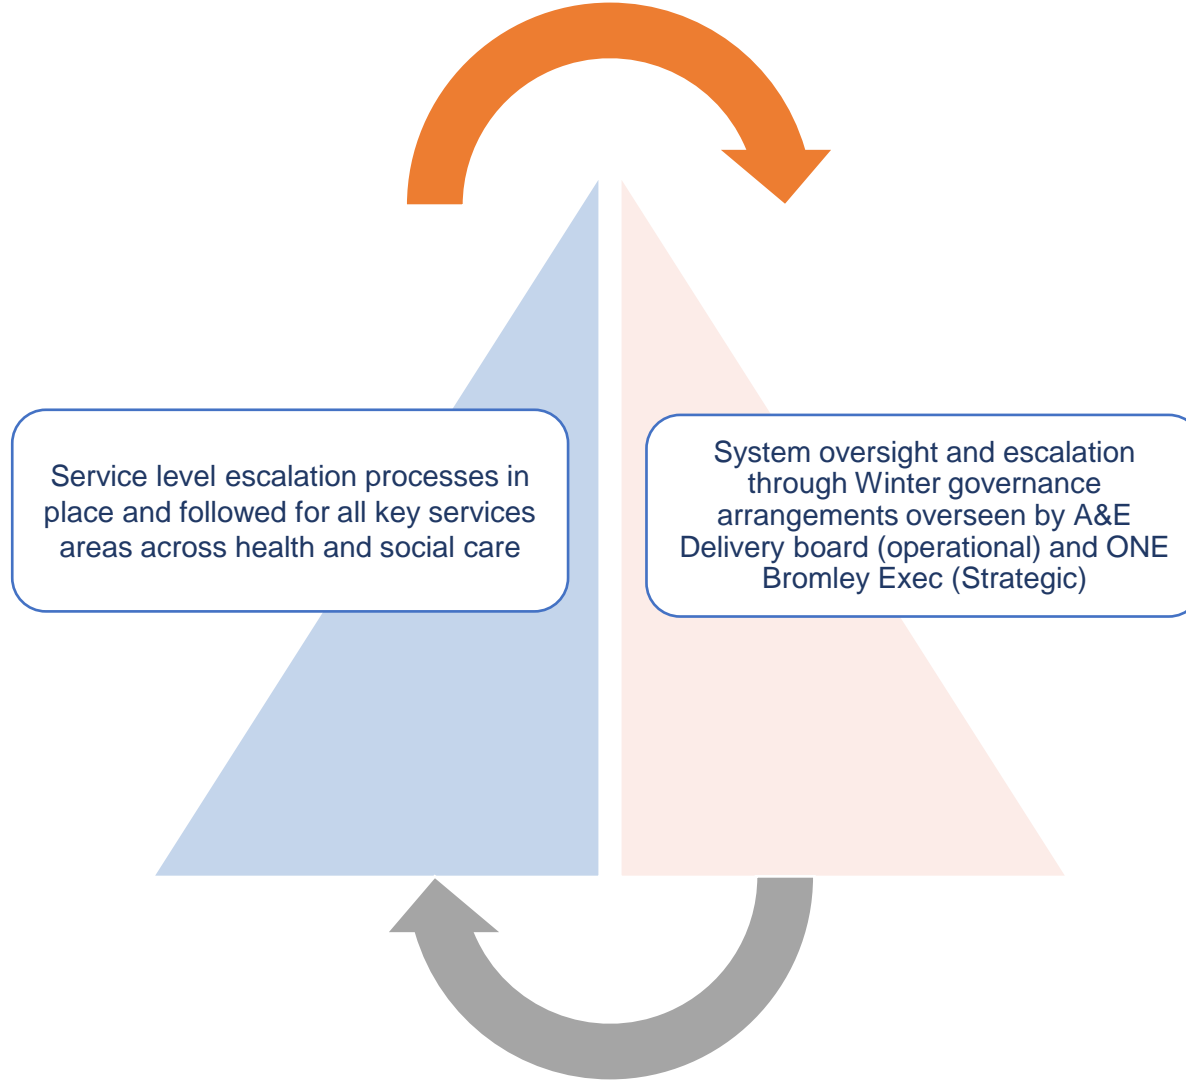 Service level escalation processes in
place and followed for all key services
areas across health and social care
System oversight and escalation
through Winter governance
arrangements overseen by A&E
Delivery board (operational) and ONE
Bromley Exec (Strategic)